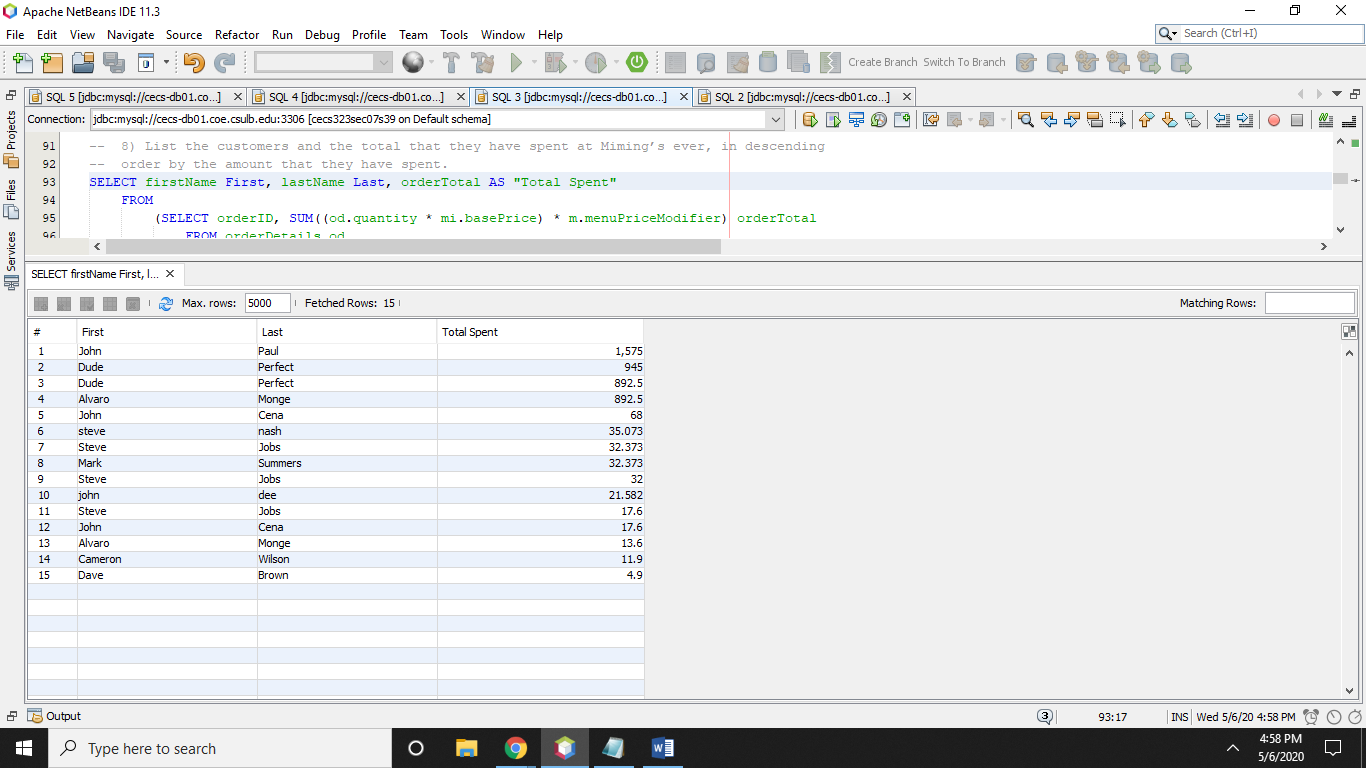 Apache NetBeans IDE 11.3
File Edit View Navigate Source Refactor Run Debug Profile Team Tools Window Help
Search (Ctrl+I)
Create Branch Switch To Branch
SQL 5 [jdbc:mysql://cecs-db01.co...] SQL 4 [jdbc:mysql://cecs-db01.co...] SQL 3 [jdbc:mysql://cecs-db01.co...] SQL 2 [jdbc:mysql://cecs-db01.co...]
Projects
Files
Services
Connection: jdbc:mysql://cecs-db01.coe.csulb.edu:3306 [cecs323sec07s39 on Default schema]
91 -- 8) List the customers and the total that they have spent at Miming’s ever, in descending
92 -- order by the amount that they have spent.
93 SELECT firstName First, lastName Last, orderTotal AS "Total Spent"
94 FROM
95 (SELECT orderID, SUM((od.quantity * mi.basePrice) * m.menuPriceModifier) orderTotal
96 FROM orderDetails od
SELECT firstName First, l...
Max. rows: 5000 Fetched Rows: 15 Matching Rows:
# First Last Total Spent
1 John Paul 1,575
2 Dude Perfect 945
3 Dude Perfect 892.5
4 Alvaro Monge 892.5
5 John Cena 68
6 steve nash 35.073
7 Steve Jobs 32.373
8 Mark Summers 32.373
9 Steve Jobs 32
10 john dee 21.582
11 Steve Jobs 17.6
12 John Cena 17.6
13 Alvaro Monge 13.6
14 Cameron Wilson 11.9
15 Dave Brown 4.9
Output
3 93:17 INS Wed 5/6/20 4:58 PM
Type here to search
4:58 PM
5/6/2020